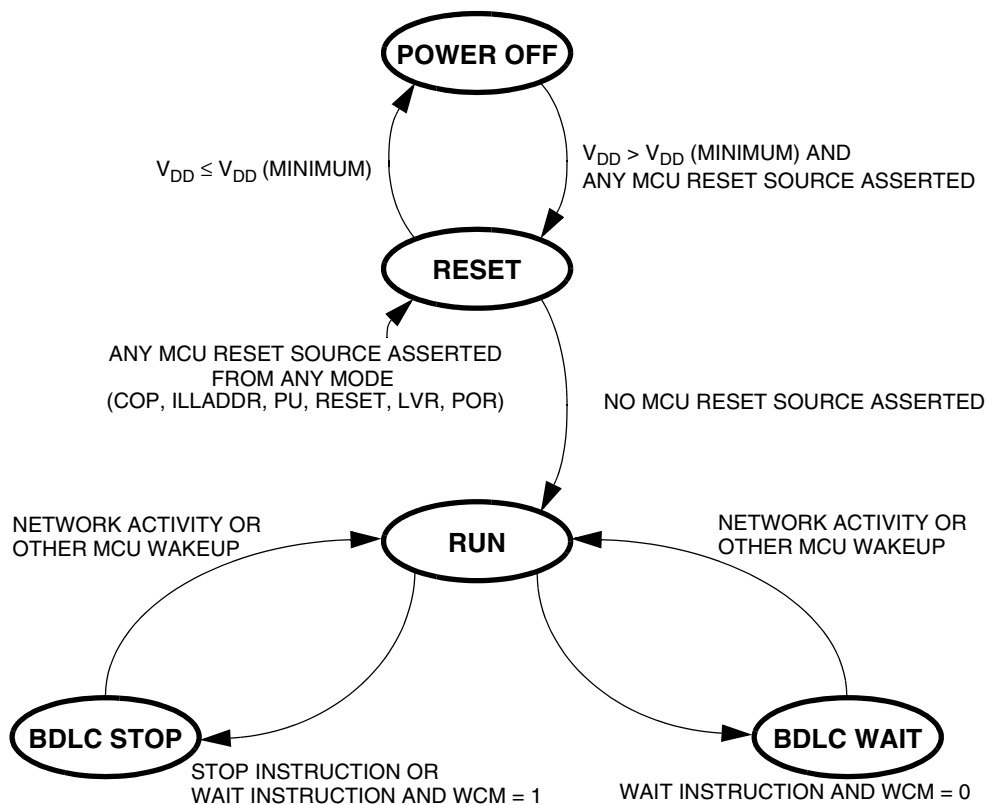 POWER OFF
V_DD ≤ V_DD (MINIMUM)
V_DD > V_DD (MINIMUM) AND
ANY MCU RESET SOURCE ASSERTED
RESET
ANY MCU RESET SOURCE ASSERTED
FROM ANY MODE
(COP, ILLADDR, PU, RESET, LVR, POR)
NO MCU RESET SOURCE ASSERTED
NETWORK ACTIVITY OR
OTHER MCU WAKEUP
RUN
NETWORK ACTIVITY OR
OTHER MCU WAKEUP
BDLC STOP
BDLC WAIT
STOP INSTRUCTION OR
WAIT INSTRUCTION AND WCM = 1
WAIT INSTRUCTION AND WCM = 0